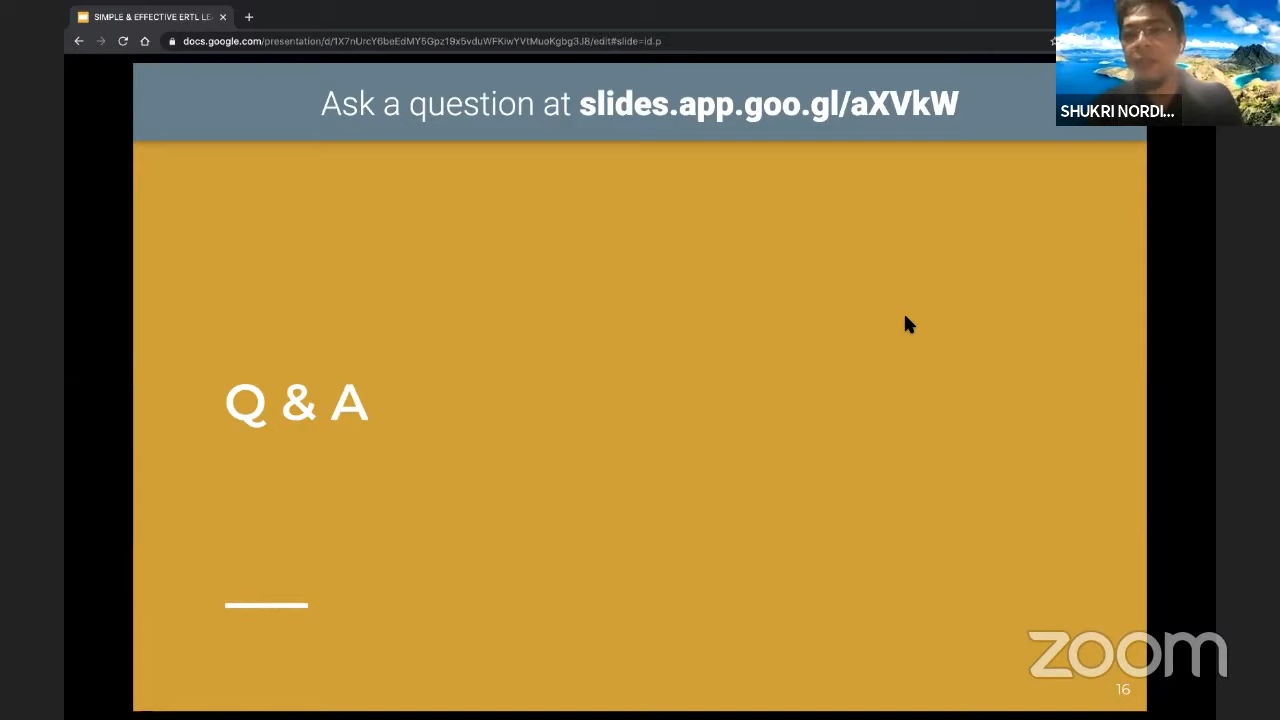 SIMPLE & EFFECTIVE ERTL LE
docs.google.com/presentation/d/1X7nUrcY6beEdMY5Gpz19x5vduWFKiwYVtMuoKgbg3J8/edit#slide=id.p
Ask a question at slides.app.goo.gl/aXVkW
SHUKRI NORDI...
Q & A
zoom
16